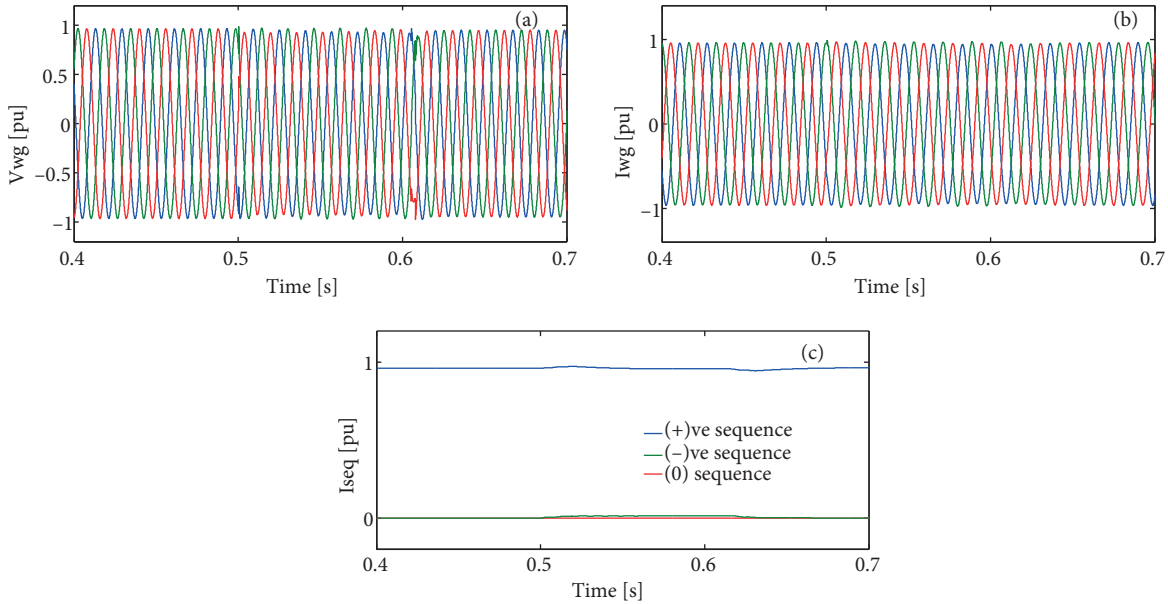 (a)
1
0.5
0
−0.5
−1
Vwg [pu]
0.4 0.5 0.6 0.7
Time [s]
(b)
1
0
−1
Iwg [pu]
0.4 0.5 0.6 0.7
Time [s]
(c)
1
0
Iseq [pu]
(+)ve sequence
(−)ve sequence
(0) sequence
0.4 0.5 0.6 0.7
Time [s]